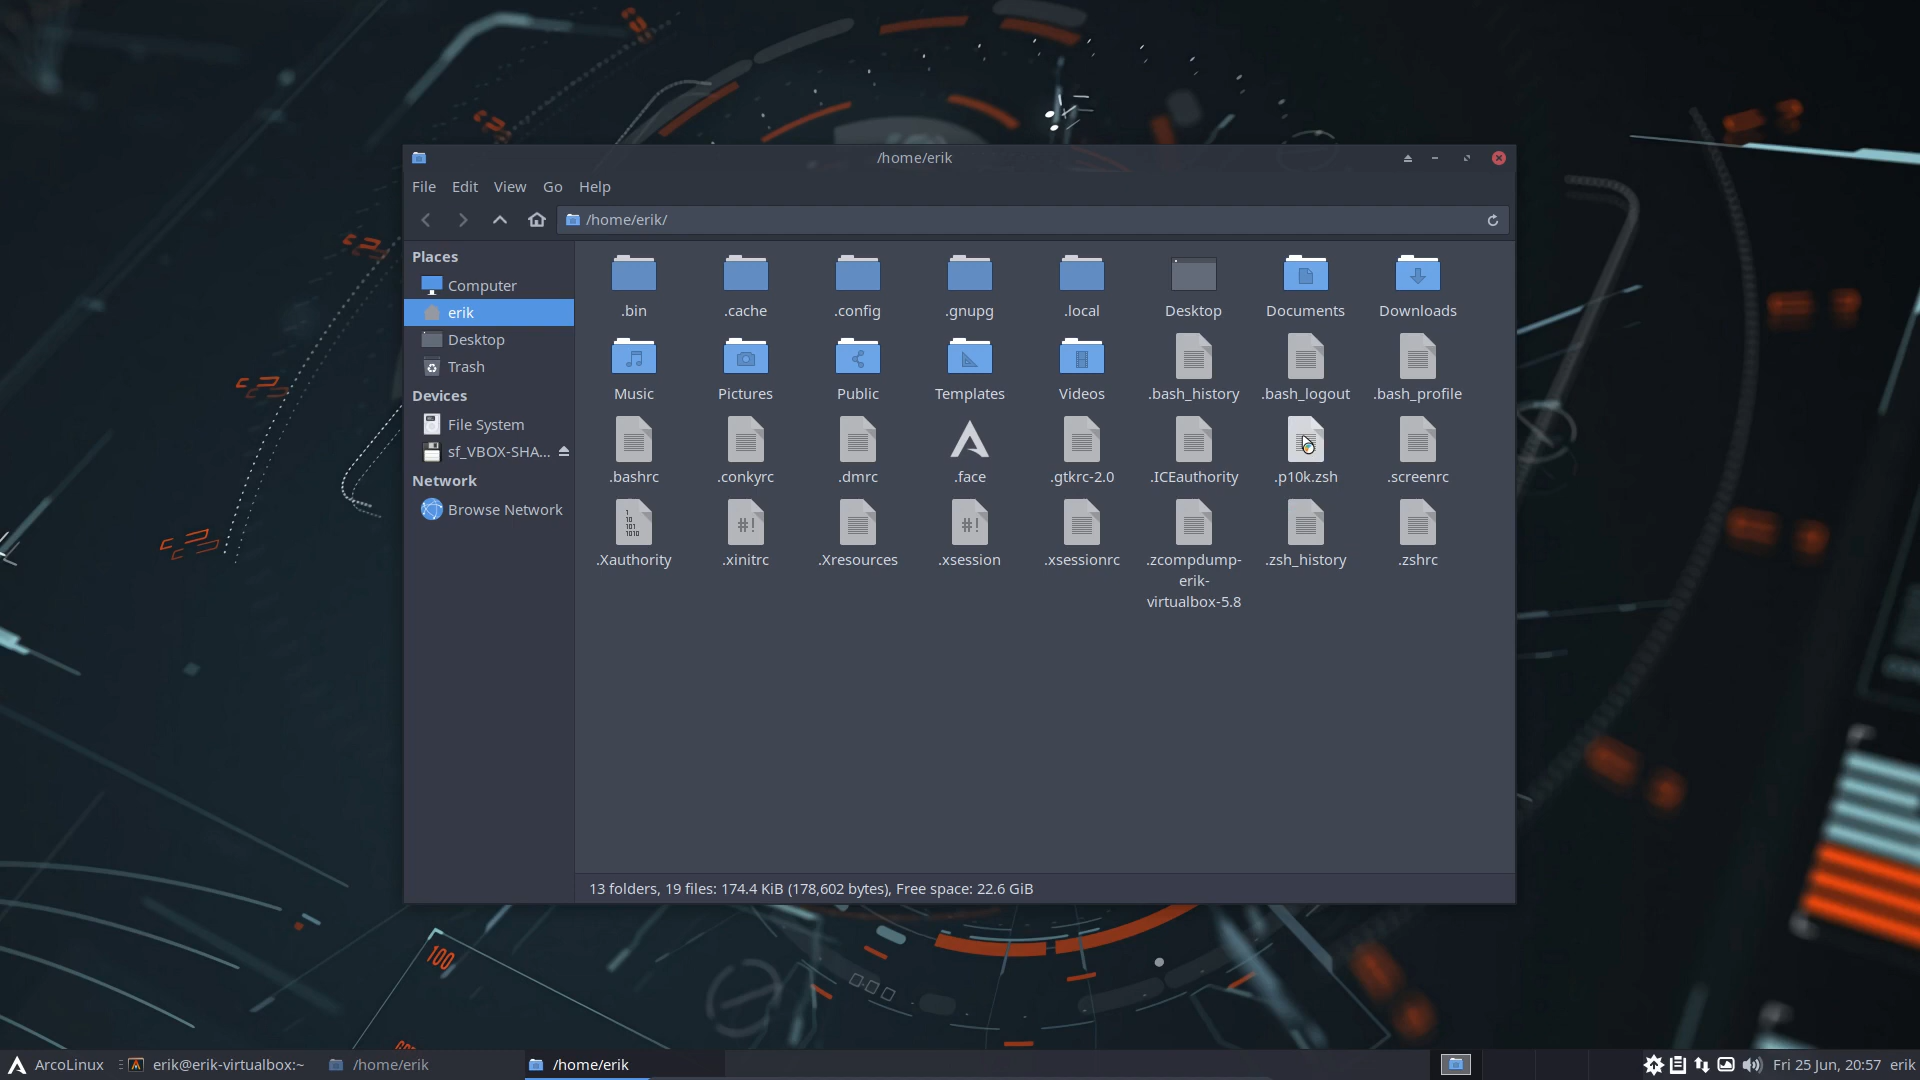 /home/erik
File Edit View Go Help
/home/erik/
Places
Computer
erik
Desktop
Trash
Devices
File System
sf_VBOX-SHA...
Network
Browse Network
.bin .cache .config .gnupg .local Desktop Documents Downloads
Music Pictures Public Templates Videos .bash_history .bash_logout .bash_profile
.bashrc .conkyrc .dmrc .face .gtkrc-2.0 .ICEauthority .p10k.zsh .screenrc
.Xauthority .xinitrc .Xresources .xsession .xsessionrc .zcompdump-
erik-
virtualbox-5.8 .zsh_history .zshrc
13 folders, 19 files: 174.4 KiB (178,602 bytes), Free space: 22.6 GiB
100
ArcoLinux erik@erik-virtualbox:~ /home/erik /home/erik Fri 25 Jun, 20:57 erik